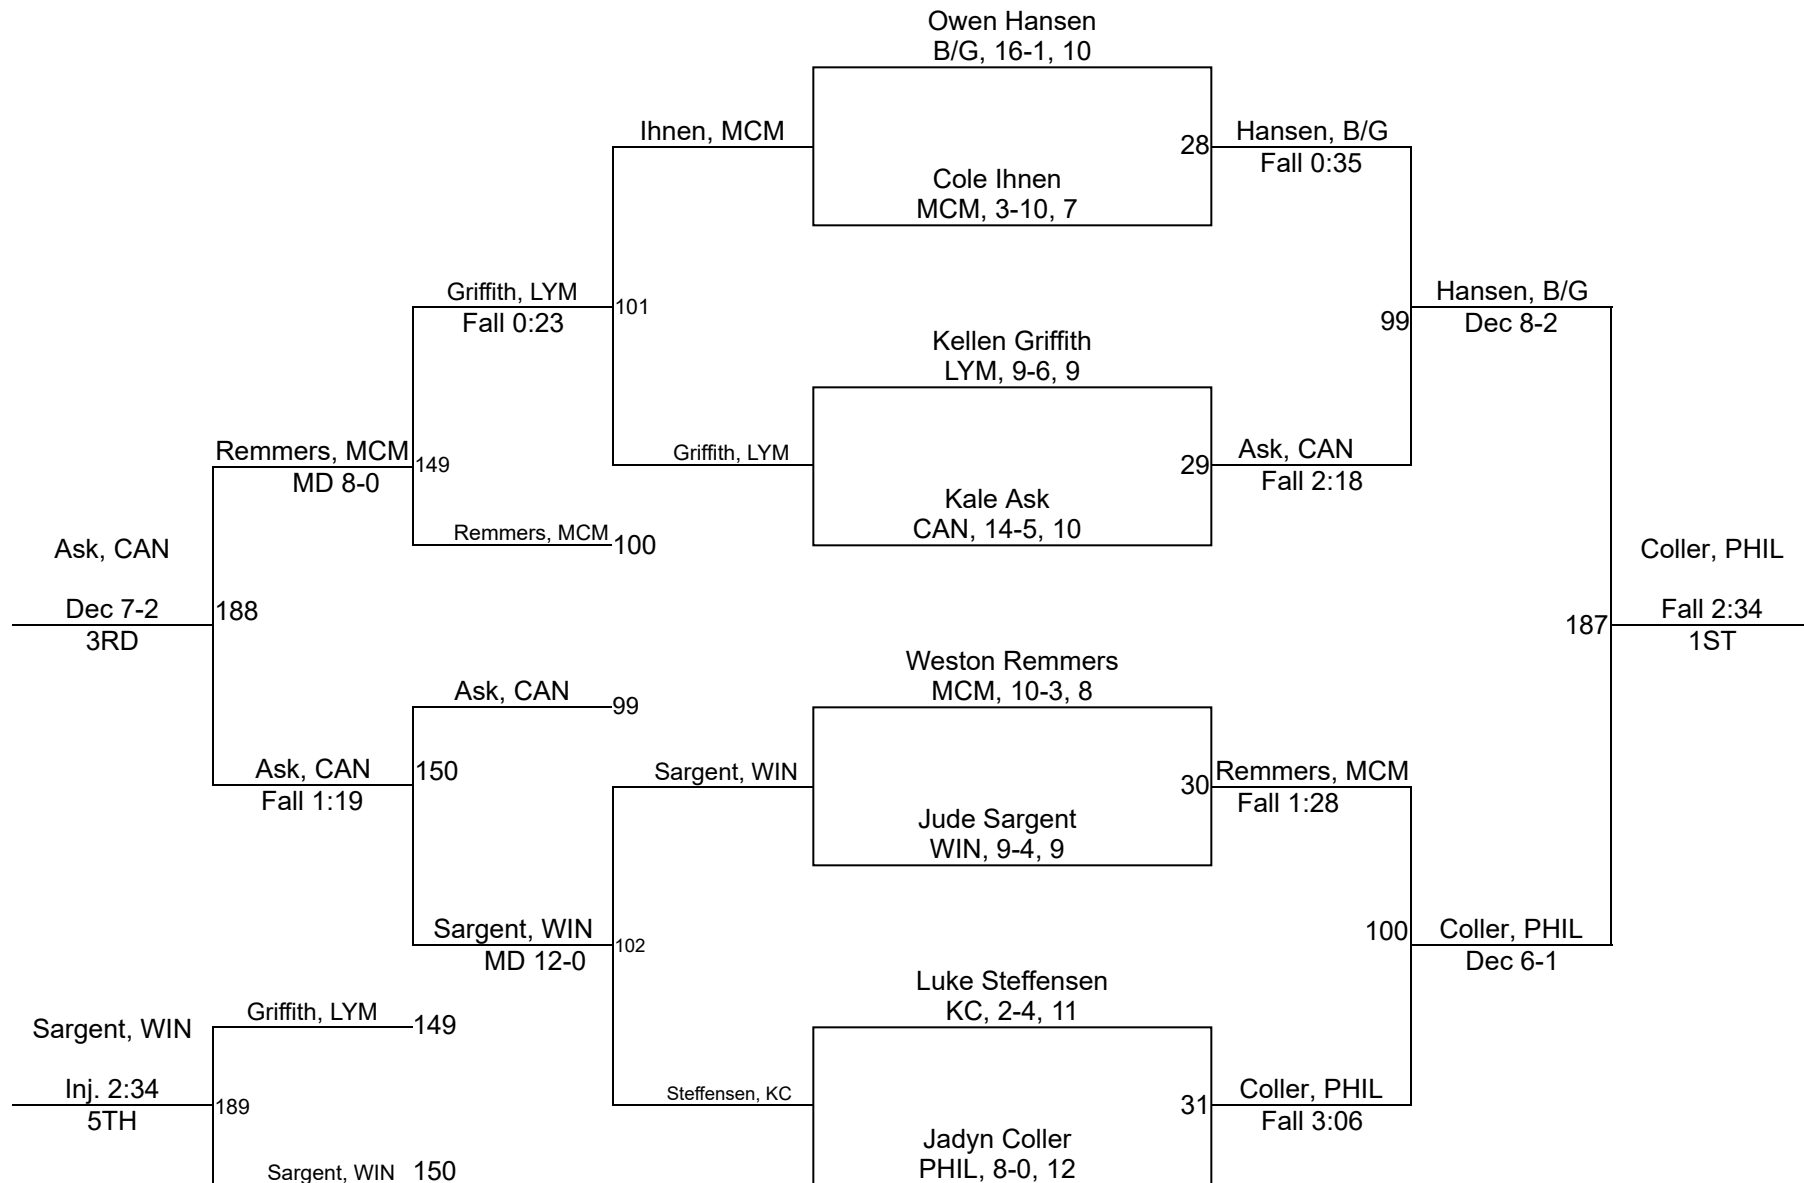 Owen Hansen
B/G, 16-1, 10
Ihnen, MCM
28
Hansen, B/G
Fall 0:35
Cole Ihnen
MCM, 3-10, 7
Griffith, LYM
Fall 0:23
101
Hansen, B/G
Dec 8-2
99
Kellen Griffith
LYM, 9-6, 9
Remmers, MCM
MD 8-0
149
Griffith, LYM
29
Ask, CAN
Fall 2:18
Kale Ask
CAN, 14-5, 10
Remmers, MCM
100
Ask, CAN
Dec 7-2
3RD
188
Coller, PHIL
Fall 2:34
1ST
187
Weston Remmers
MCM, 10-3, 8
Ask, CAN
99
Ask, CAN
Fall 1:19
150
Sargent, WIN
30
Remmers, MCM
Fall 1:28
Jude Sargent
WIN, 9-4, 9
Sargent, WIN
MD 12-0
102
100
Coller, PHIL
Dec 6-1
Luke Steffensen
KC, 2-4, 11
Griffith, LYM
149
Sargent, WIN
Inj. 2:34
5TH
189
Steffensen, KC
31
Coller, PHIL
Fall 3:06
Jadyn Coller
PHIL, 8-0, 12
Sargent, WIN
150